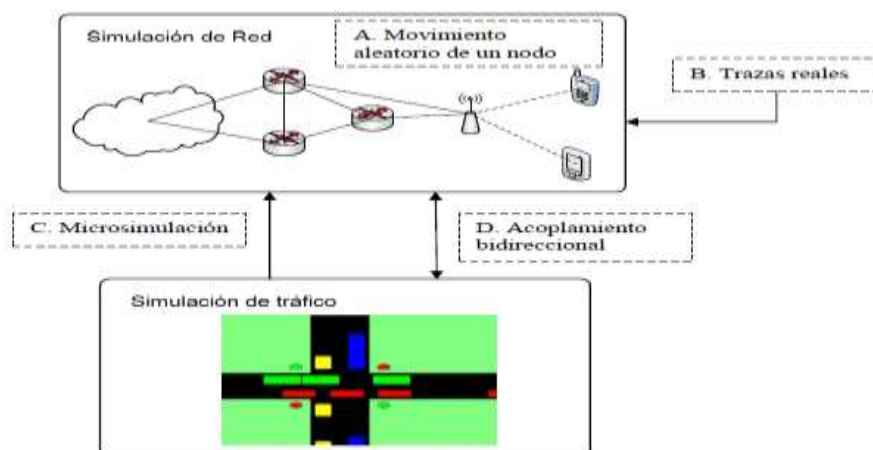 Simulación de Red
A. Movimiento
aleatorio de un nodo
B. Trazas reales
C. Microsimulación
D. Acoplamiento
bidireccional
Simulación de tráfico